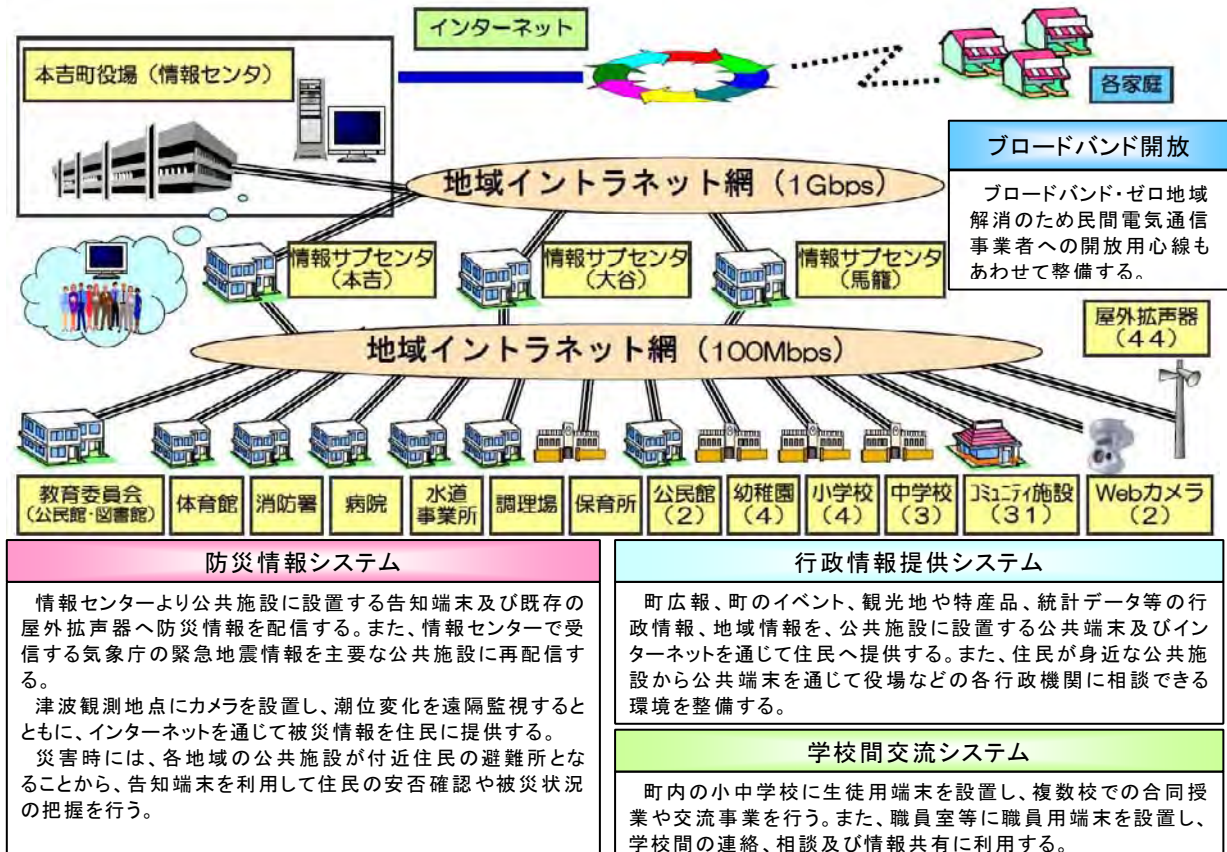 インターネット
本吉町役場（情報センタ）
各家庭
ブロードバンド開放
ブロードバンド・ゼロ地域
解消のため民間電気通信
事業者への開放用心線も
あわせて整備する。
地域イントラネット網（1Gbps）
情報サブセンタ
（本吉）
情報サブセンタ
（大谷）
情報サブセンタ
（馬籠）
屋外拡声器
（44）
地域イントラネット網（100Mbps）
教育委員会
（公民館・図書館）
体育館
消防署
病院
水道
事業所
調理場
保育所
公民館
（2）
幼稚園
（4）
小学校
（4）
中学校
（3）
コミュニティ施設
（31）
Webカメラ
（2）
防災情報システム
情報センターより公共施設に設置する告知端末及び既存の
屋外拡声器へ防災情報を配信する。また、情報センターで受
信する気象庁の緊急地震情報を主要な公共施設に再配信す
る。
津波観測地点にカメラを設置し、潮位変化を遠隔監視すると
ともに、インターネットを通じて被災情報を住民に提供する。
災害時には、各地域の公共施設が付近住民の避難所とな
ることから、告知端末を利用して住民の安否確認や被災状況
の把握を行う。
行政情報提供システム
町広報、町のイベント、観光地や特産品、統計データ等の行
政情報、地域情報を、公共施設に設置する公共端末及びイン
ターネットを通じて住民へ提供する。また、住民が身近な公共施
設から公共端末を通じて役場などの各行政機関に相談できる
環境を整備する。
学校間交流システム
町内の小中学校に生徒用端末を設置し、複数校での合同授
業や交流事業を行う。また、職員室等に職員用端末を設置し、
学校間の連絡、相談及び情報共有に利用する。